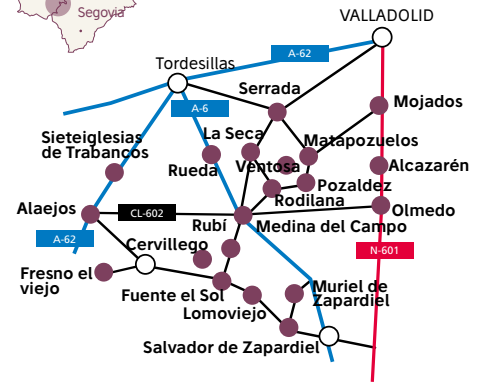 Segovia
VALLADOLID
A-62
Tordesillas
Serrada
A-6
Mojados
La Seca
Sieteiglesias
de Trabancos
Matapozuelos
Ventosa
Rueda
Alcazarén
Pozaldez
Rodilana
Alaejos
CL-602
Olmedo
Rubí
Medina del Campo
A-62
Cervillego
N-601
Fresno el
viejo
Muriel de
Zapardiel
Fuente el Sol
Lomoviejo
Salvador de Zapardiel